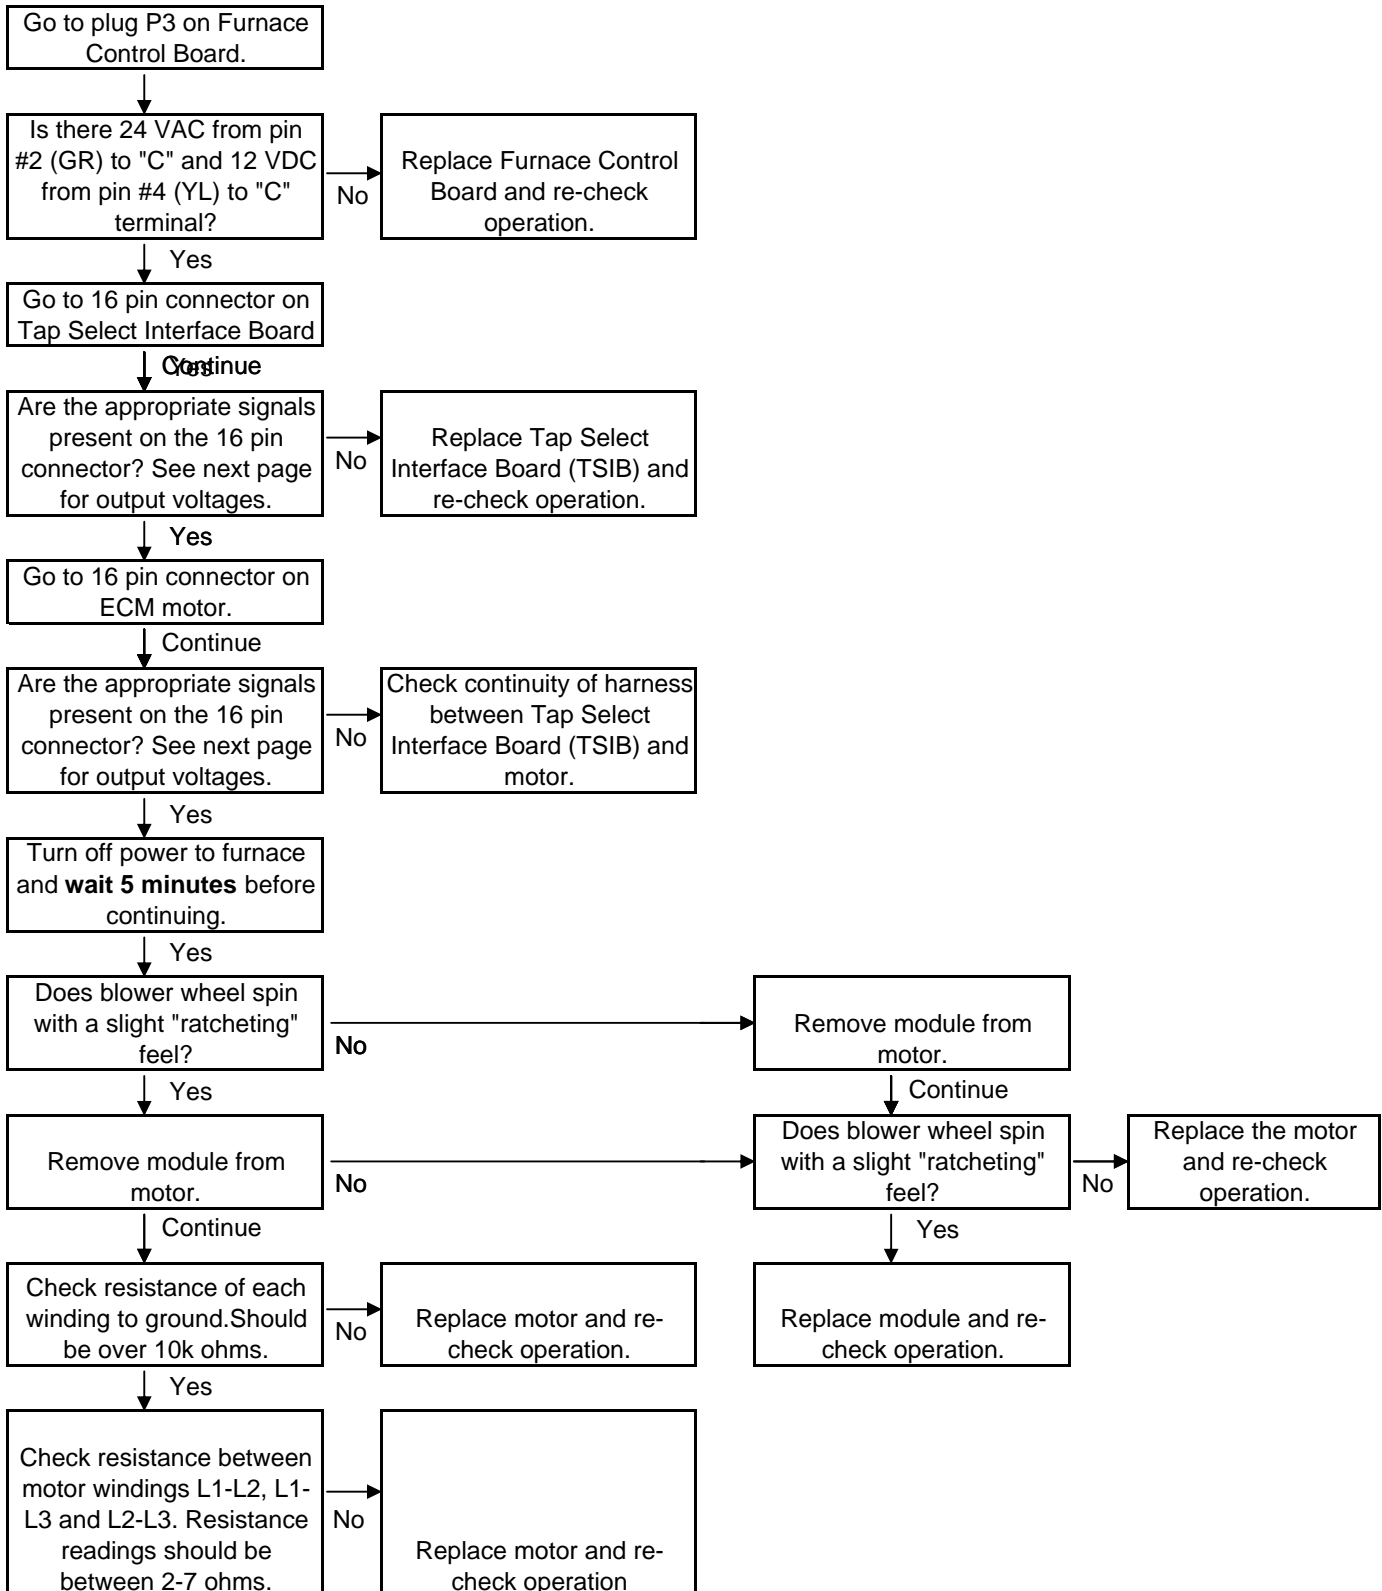 Go to plug P3 on Furnace
Control Board.
Is there 24 VAC from pin
#2 (GR) to "C" and 12 VDC
from pin #4 (YL) to "C"
terminal?
No
Replace Furnace Control
Board and re-check
operation.
Yes
Go to 16 pin connector on
Tap Select Interface Board
Continue
Yes
Are the appropriate signals
present on the 16 pin
connector? See next page
for output voltages.
No
Replace Tap Select
Interface Board (TSIB) and
re-check operation.
Yes
Go to 16 pin connector on
ECM motor.
Continue
Are the appropriate signals
present on the 16 pin
connector? See next page
for output voltages.
No
Check continuity of harness
between Tap Select
Interface Board (TSIB) and
motor.
Yes
Turn off power to furnace
and wait 5 minutes before
continuing.
Yes
Does blower wheel spin
with a slight "ratcheting"
feel?
No
Remove module from
motor.
Yes
Continue
Remove module from
motor.
No
Does blower wheel spin
with a slight "ratcheting"
feel?
No
Replace the motor
and re-check
operation.
Continue
Yes
Check resistance of each
winding to ground.Should
be over 10k ohms.
No
Replace motor and re-
check operation.
Replace module and re-
check operation.
Yes
Check resistance between
motor windings L1-L2, L1-
L3 and L2-L3. Resistance
readings should be
between 2-7 ohms.
No
Replace motor and re-
check operation